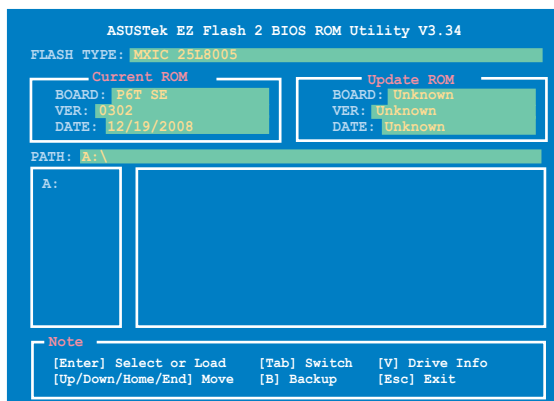 ASUSTek EZ Flash 2 BIOS ROM Utility V3.34
FLASH TYPE: MXIC 25L8005
Current ROM
BOARD: P6T SE
VER: 0302
DATE: 12/19/2008
Update ROM
BOARD: Unknown
VER: Unknown
DATE: Unknown
PATH: A:\
A:
Note
[Enter] Select or Load [Tab] Switch [V] Drive Info
[Up/Down/Home/End] Move [B] Backup [Esc] Exit